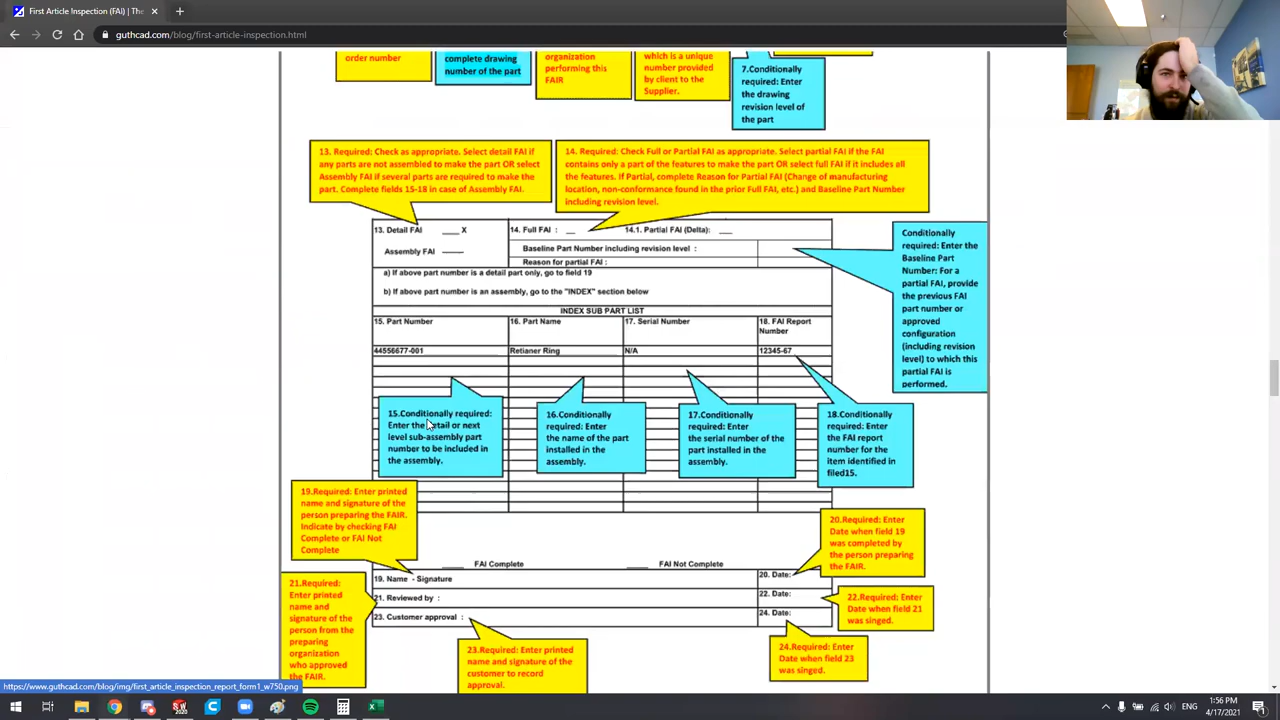 First Article Inspection (FAI) | The
guthcad.com/blog/first-article-inspection.html
order number
complete drawing
number of the part
organization
performing this
FAIR
which is a unique
number provided
by client to the
Supplier.
7.Conditionally
required: Enter
the drawing
revision level of
the part
13. Required: Check as appropriate. Select detail FAI if
any parts are not assembled to make the part OR select
Assembly FAI if several parts are required to make the
part. Complete fields 15-18 in case of Assembly FAI.
14. Required: Check Full or Partial FAI as appropriate. Select partial FAI if the FAI
contains only a part of the features to make the part OR select full FAI if it includes all
the features. If Partial, complete Reason for Partial FAI (Change of manufacturing
location, non-conformance found in the prior Full FAI, etc.) and Baseline Part Number
including revision level.
13. Detail FAI ____ X
Assembly FAI ____
14. Full FAI : __ 14.1. Partial FAI (Delta): ___
Baseline Part Number including revision level :
Reason for partial FAI :
a) If above part number is a detail part only, go to field 19
b) If above part number is an assembly, go to the "INDEX" section below
Conditionally
required: Enter the
Baseline Part
Number: For a
partial FAI, provide
the previous FAI
part number or
approved
configuration
(including revision
level) to which this
partial FAI is
performed.
INDEX SUB PART LIST
15. Part Number 16. Part Name 17. Serial Number 18. FAI Report
Number
44556677-001 Retianer Ring N/A 12345-67
15.Conditionally required:
Enter the detail or next
level sub-assembly part
number to be included in
the assembly.
16.Conditionally
required: Enter
the name of the part
installed in the
assembly.
17.Conditionally
required: Enter
the serial number of the
part installed in the
assembly.
18.Conditionally
required: Enter
the FAI report
number for the
item identified in
filed15.
19.Required: Enter printed
name and signature of the
person preparing the FAIR.
Indicate by checking FAI
Complete or FAI Not
Complete
20.Required: Enter
Date when field 19
was completed by
the person preparing
the FAIR.
____ FAI Complete ____ FAI Not Complete
19. Name - Signature 20. Date:
21. Reviewed by : 22. Date:
23. Customer approval : 24. Date:
21.Required:
Enter printed
name and
signature of the
person from the
preparing
organization
who approved
the FAIR.
22.Required: Enter
Date when field 21
was singed.
23.Required: Enter printed
name and signature of the
customer to record
approval.
24.Required: Enter
Date when field 23
was singed.
https://www.guthcad.com/blog/img/first_article_inspection_report_form1_w750.png
1:56 PM
4/17/2021